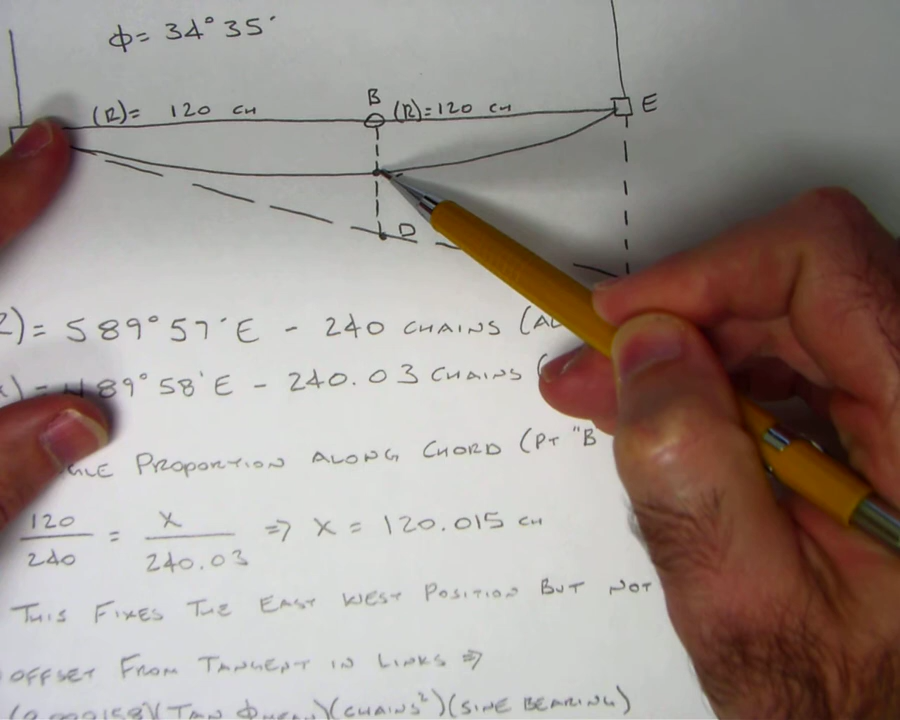 φ = 34° 35'
B
(R) = 120 CH (R) = 120 CH E
D
= S 89° 57' E - 240 CHAINS
89° 58' E - 240.03 CHAINS (
PROPORTION ALONG CHORD (PT "B
120/240 = X/240.03 ⇒ X = 120.015 CH
THIS FIXES THE EAST WEST POSITION BUT NOT
OFFSET FROM TANGENT IN LINKS ⇒
(TAN φ MEAN)(CHAINS²)(SINE BEARING)